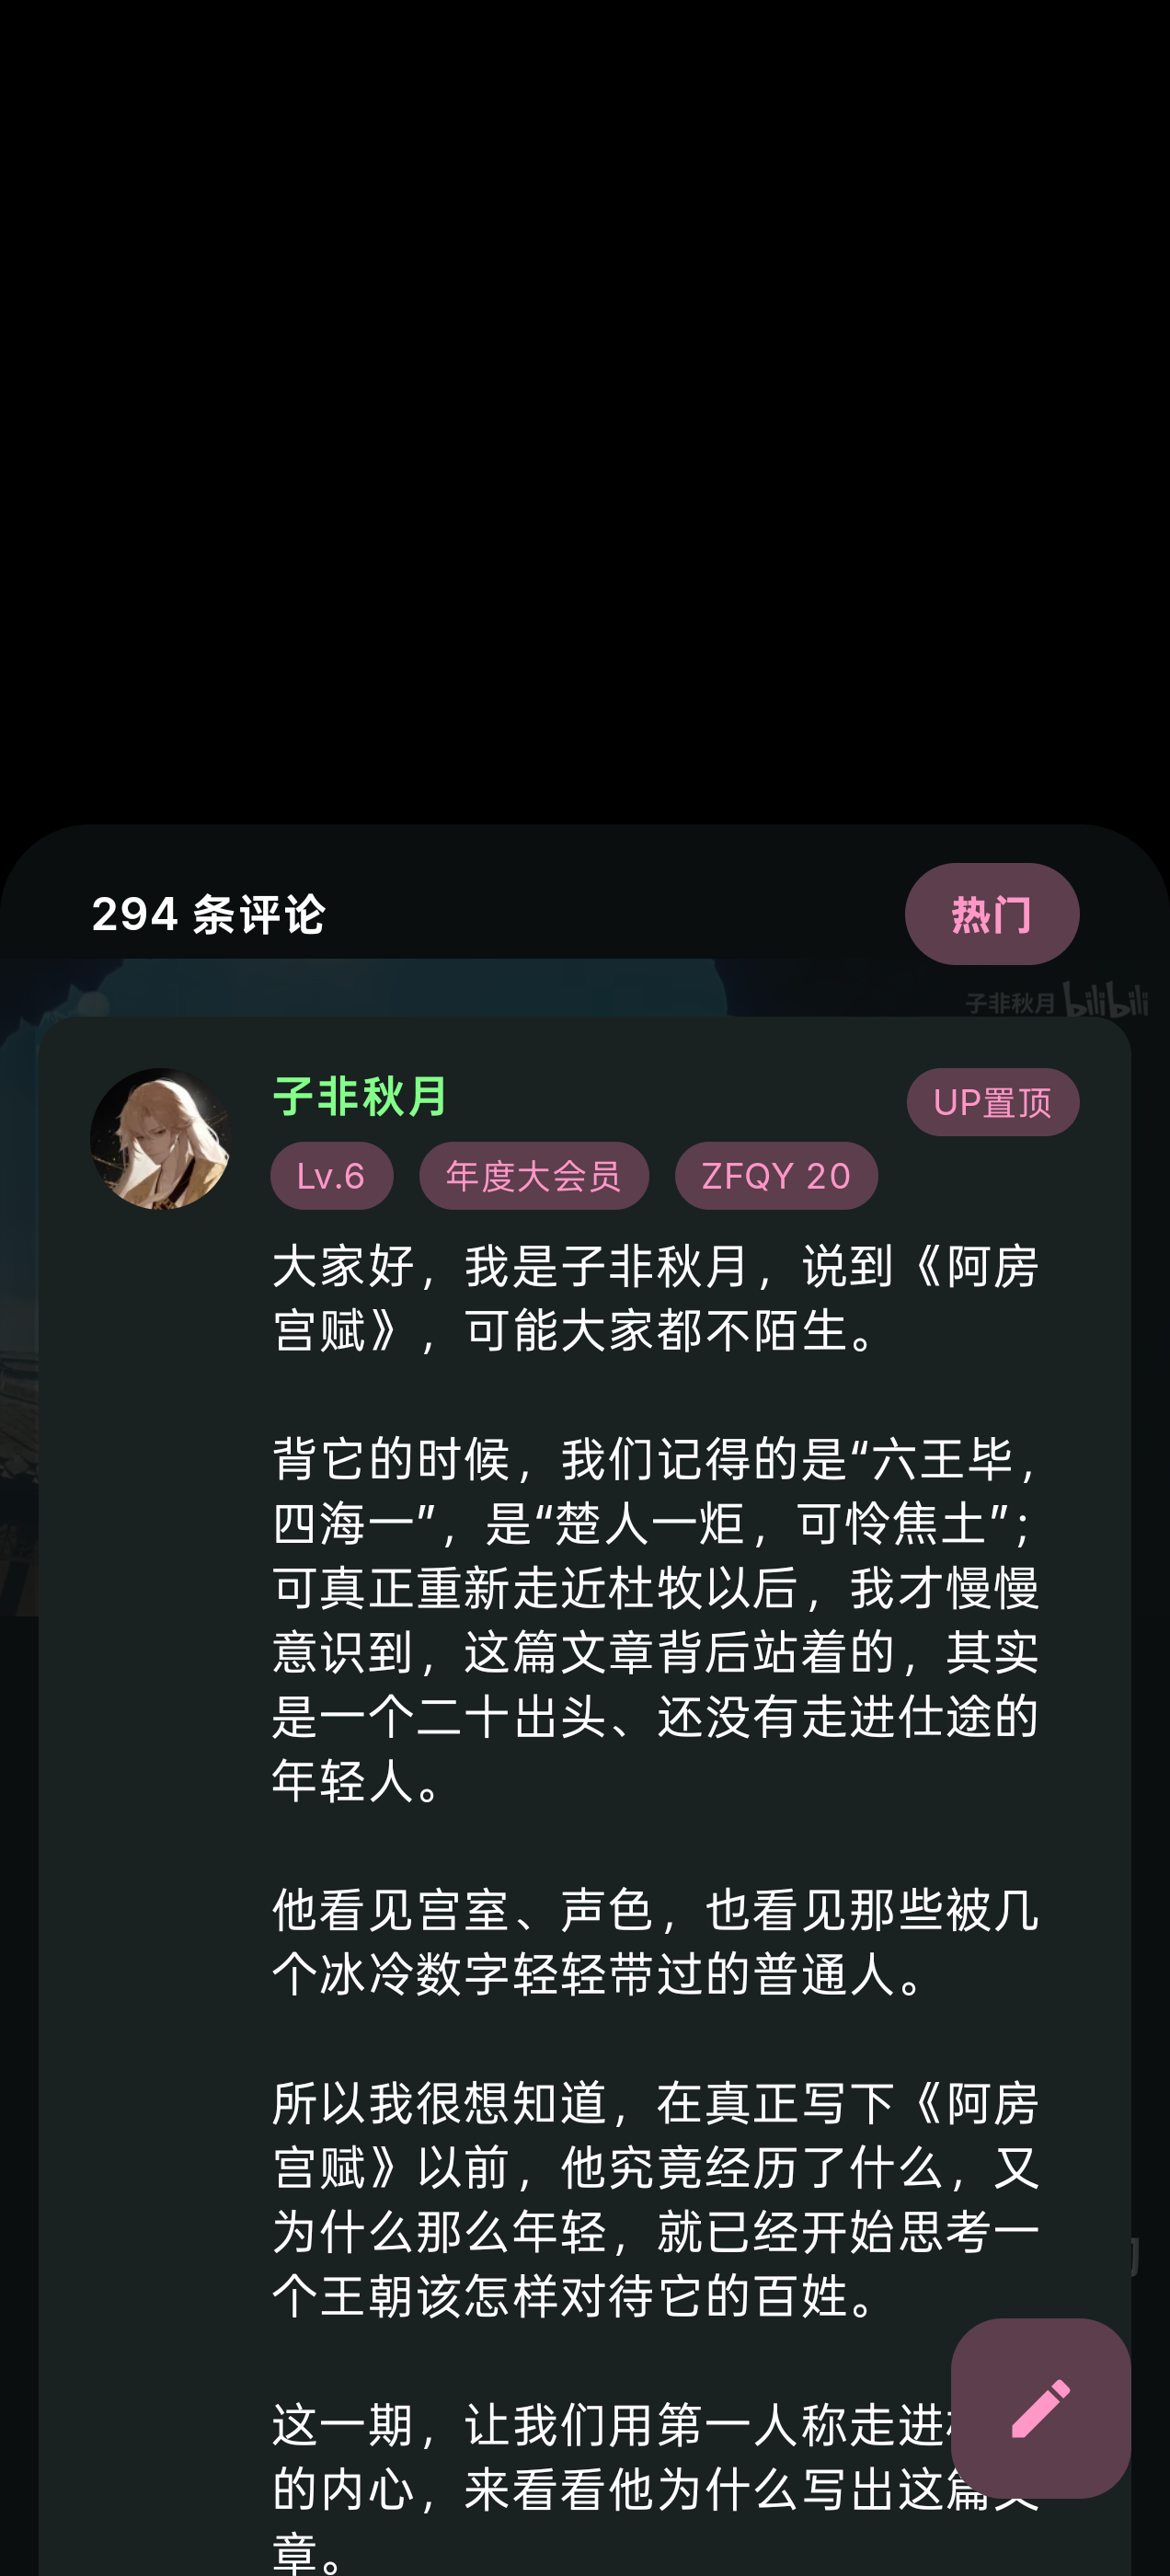 294 条评论
热门
子非秋月 bilibili
子非秋月
UP置顶
Lv.6
年度大会员
ZFQY 20
大家好，我是子非秋月，说到《阿房
宫赋》，可能大家都不陌生。
背它的时候，我们记得的是“六王毕，
四海一”，是“楚人一炬，可怜焦土”；
可真正重新走近杜牧以后，我才慢慢
意识到，这篇文章背后站着的，其实
是一个二十出头、还没有走进仕途的
年轻人。
他看见宫室、声色，也看见那些被几
个冰冷数字轻轻带过的普通人。
所以我很想知道，在真正写下《阿房
宫赋》以前，他究竟经历了什么，又
为什么那么年轻，就已经开始思考一
个王朝该怎样对待它的百姓。
这一期，让我们用第一人称走进
的内心，来看看他为什么写出这篇文
章。